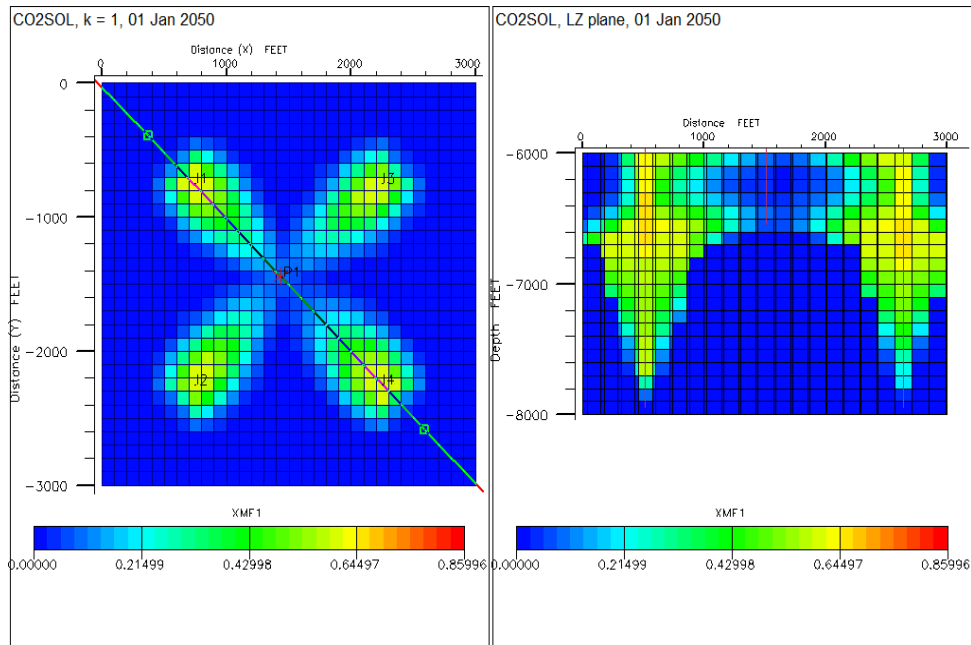 CO2SOL, k = 1, 01 Jan 2050
Distance (X) FEET
0 1000 2000 3000
0
-1000
-2000
-3000
Distance (Y) FEET
J1
J3
P1
J2
J4
XMF1
0.00000 0.21499 0.42998 0.64497 0.85996
CO2SOL, LZ plane, 01 Jan 2050
Distance FEET
0 1000 2000 3000
-6000
-7000
-8000
Depth FEET
XMF1
0.00000 0.21499 0.42998 0.64497 0.85996